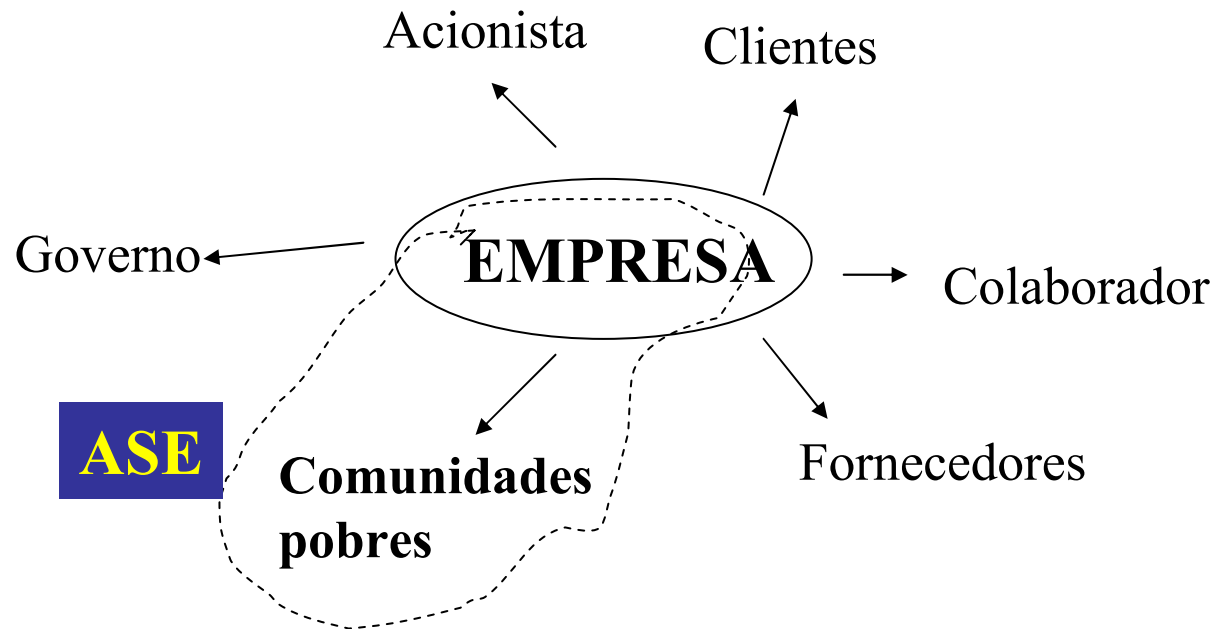 Acionista
Clientes
EMPRESA
Governo
Colaborador
ASE
Comunidades
pobres
Fornecedores